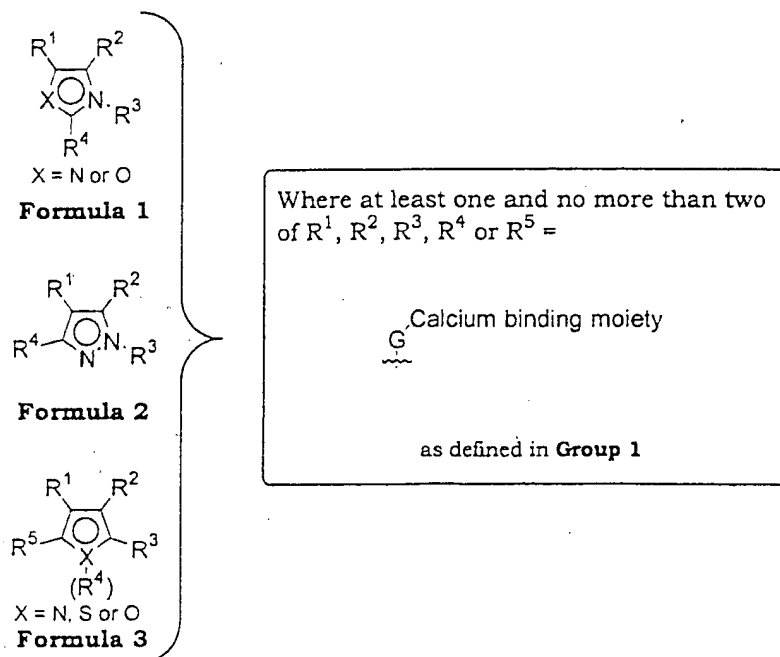 R¹ R²
X N R³
R⁴
X = N or O
Formula 1
R¹ R²
R⁴ N N R³
Formula 2
R¹ R²
R⁵ X R³
(R⁴)
X = N, S or O
Formula 3
Where at least one and no more than two
of R¹, R², R³, R⁴ or R⁵ =
G Calcium binding moiety
as defined in Group 1